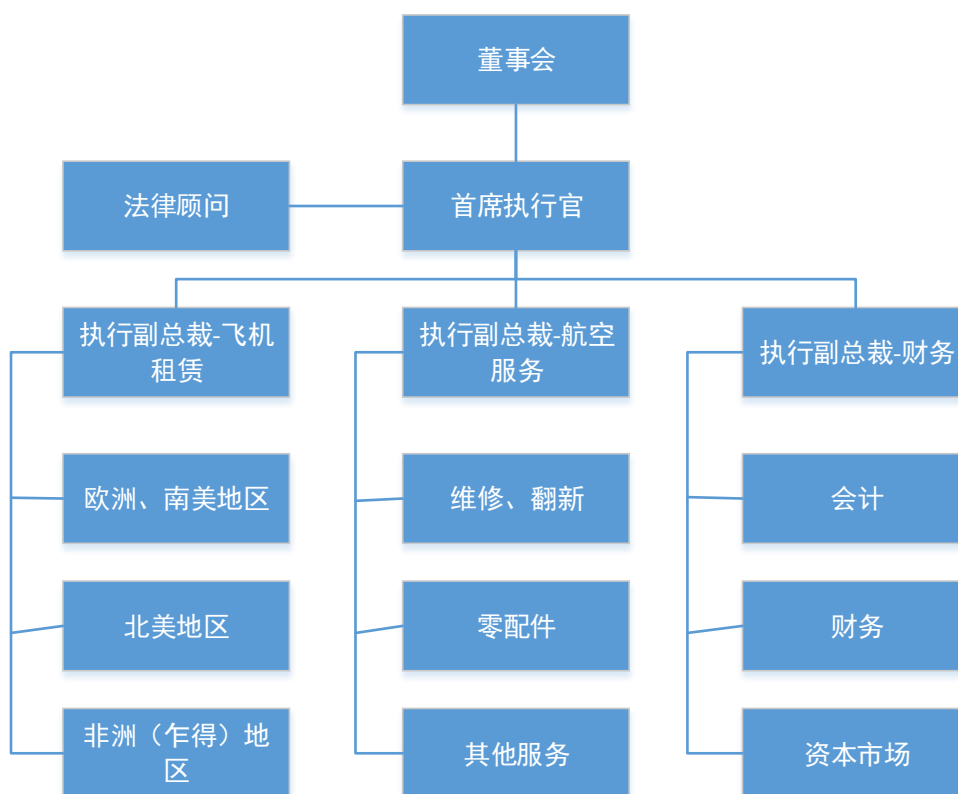 董事会
法律顾问
首席执行官
执行副总裁-飞机
租赁
执行副总裁-航空
服务
执行副总裁-财务
欧洲、南美地区
维修、翻新
会计
北美地区
零配件
财务
非洲（乍得）地
区
其他服务
资本市场